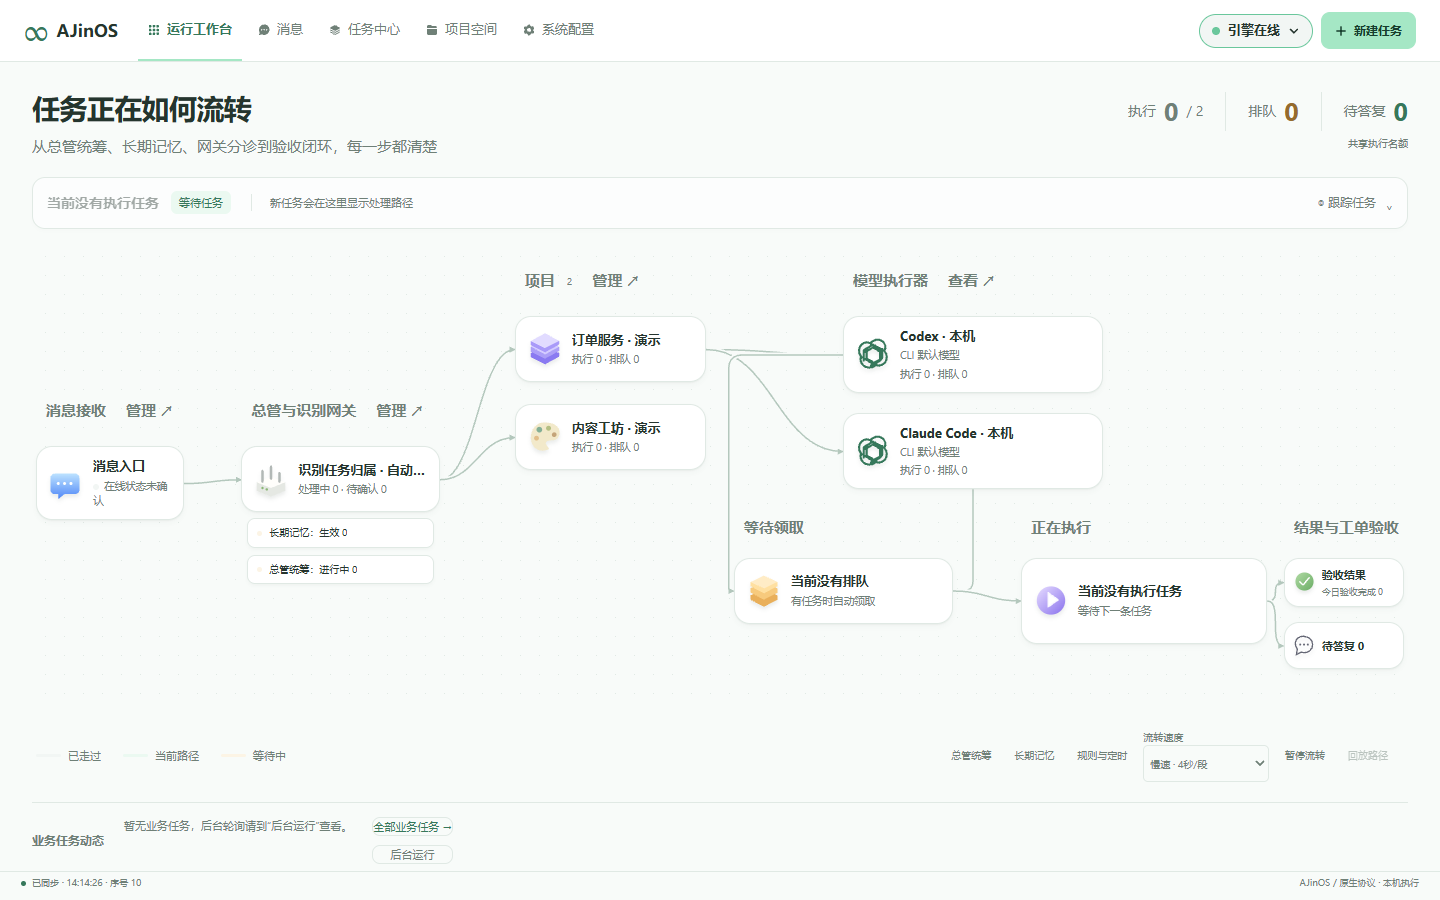 AJinOS
运行工作台
消息
任务中心
项目空间
系统配置
引擎在线
+ 新建任务
任务正在如何流转
从总管统筹、长期记忆、网关分诊到验收闭环，每一步都清楚
执行 0 / 2
排队 0
待答复 0
共享执行名额
当前没有执行任务
等待任务
新任务会在这里显示处理路径
跟踪任务
项目 2 管理 ↗
模型执行器 查看 ↗
订单服务 · 演示
执行 0 · 排队 0
Codex · 本机
CLI 默认模型
执行 0 · 排队 0
内容工坊 · 演示
执行 0 · 排队 0
Claude Code · 本机
CLI 默认模型
执行 0 · 排队 0
消息接收 管理 ↗
总管与识别网关 管理 ↗
消息入口
在线状态未确
认
识别任务归属 · 自动...
处理中 0 · 待确认 0
长期记忆：生效 0
总管统筹：进行中 0
等待领取
正在执行
结果与工单验收
当前没有排队
有任务时自动领取
当前没有执行任务
等待下一条任务
验收结果
今日验收完成 0
待答复 0
已走过
当前路径
等待中
总管统筹
长期记忆
规则与定时
流转速度
慢速 · 4秒/段
暂停流转
回放路径
业务任务动态
暂无业务任务，后台轮询请到“后台运行”查看。
全部业务任务 →
后台运行
已同步 · 14:14:26 · 序号 10
AJinOS / 原生协议 · 本机执行